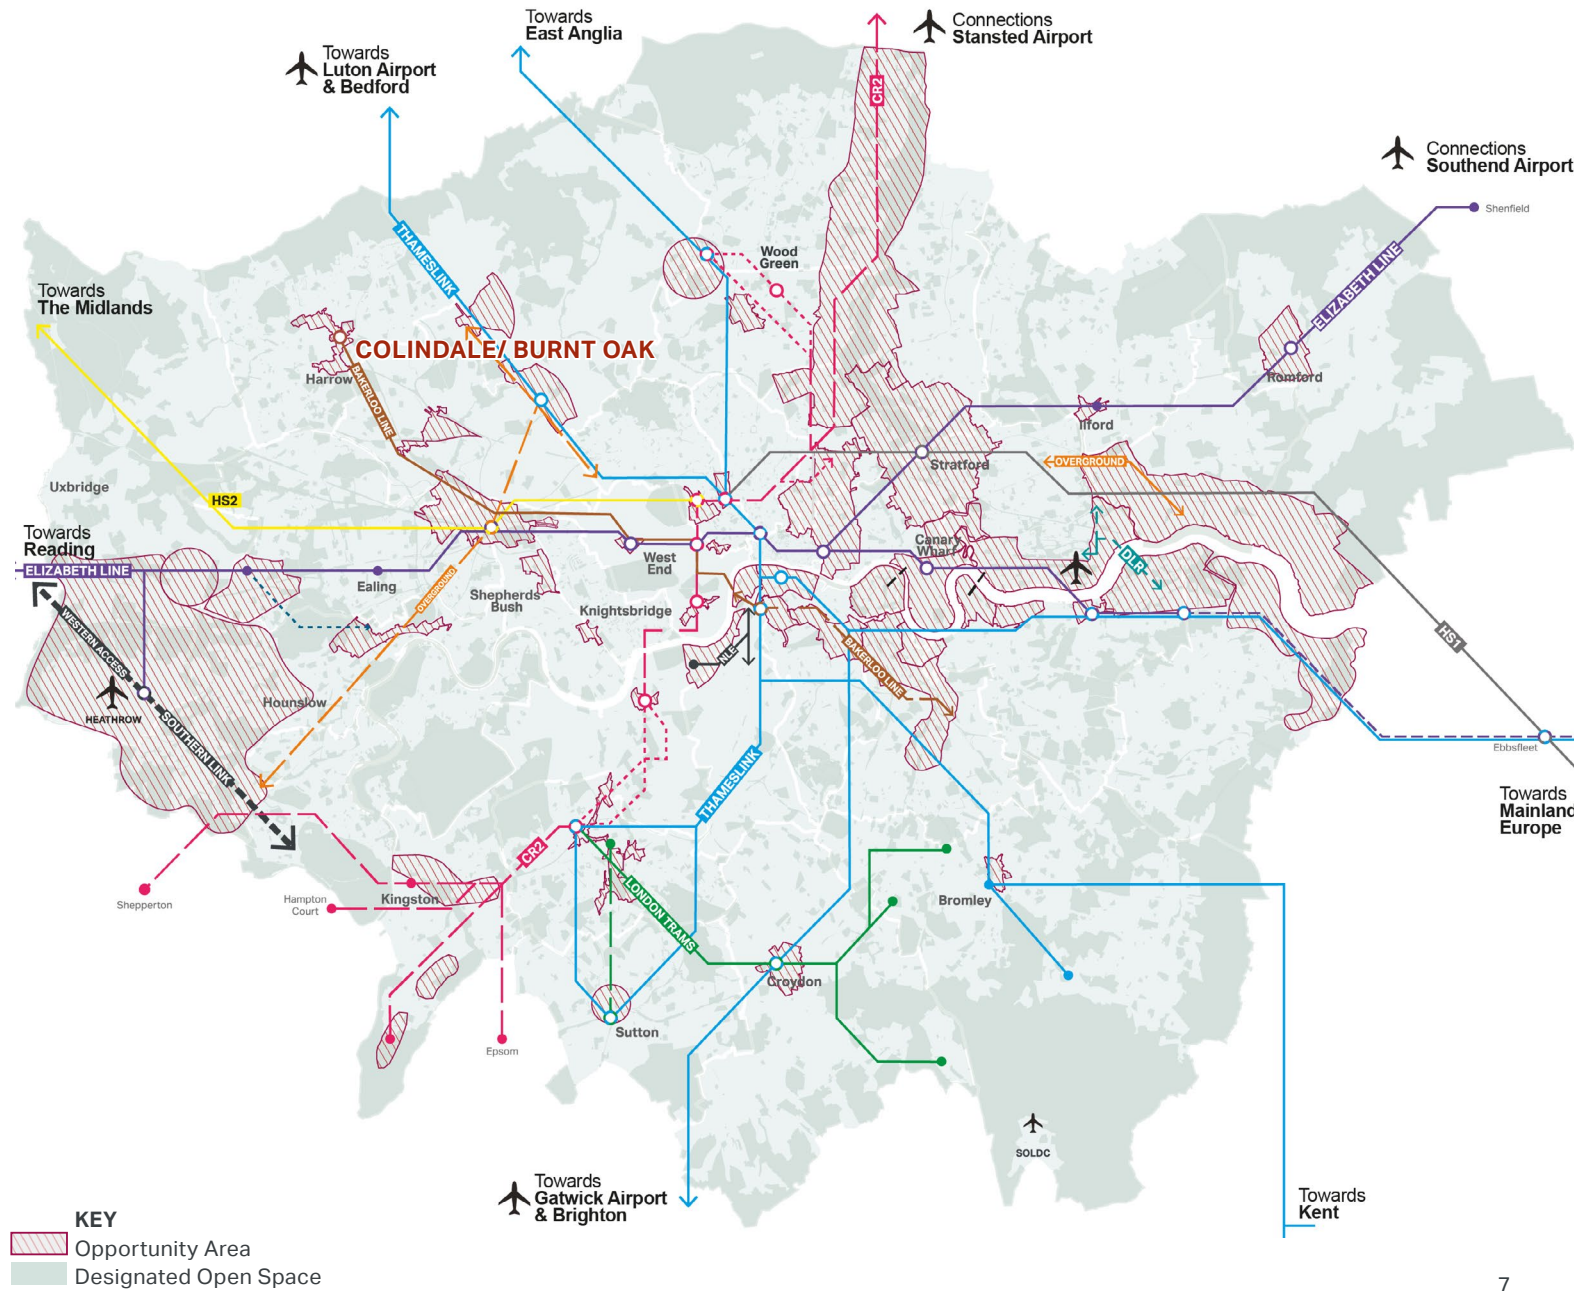 Towards
East Anglia
Connections
Stansted Airport
Towards
Luton Airport
& Bedford
CR2
Connections
Southend Airport
Shenfield
THAMESLINK
Wood
Green
ELIZABETH LINE
Towards
The Midlands
COLINDALE/ BURNT OAK
Harrow
BAKERLOO LINE
Romford
Ilford
Stratford
OVERGROUND
Uxbridge
HS2
Towards
Reading
ELIZABETH LINE
Canary
Wharf
West
End
DLR
Ealing
OVERGROUND
Shepherds
Bush
Knightsbridge
WESTERN ACCESS
NLE
BAKERLOO LINE
HS1
HEATHROW
Hounslow
SOUTHERN LINK
Ebbsfleet
THAMESLINK
Towards
Mainland
Europe
CR2
Shepperton
Hampton
Court
Kingston
LONDON TRAMS
Bromley
Croydon
Sutton
Epsom
SOLDC
Towards
Gatwick Airport
& Brighton
Towards
Kent
KEY
Opportunity Area
Designated Open Space
7